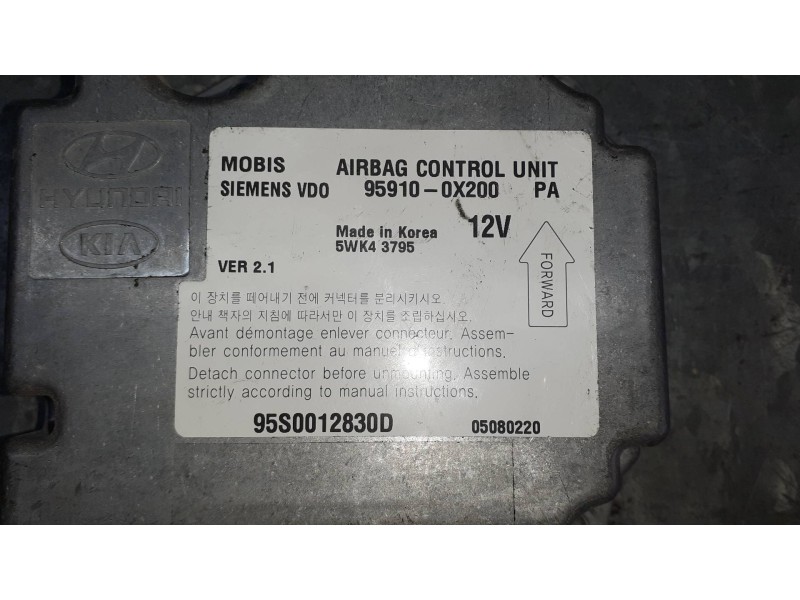 HYUNDAI
KIA
MOBIS AIRBAG CONTROL UNIT
SIEMENS VDO 95910-0X200 PA
Made in Korea 12V
5WK4 3795
VER 2.1
FORWARD
이 장치를 떼어내기 전에 커넥터를 분리시키시오.
안내 책자의 지침에 따라서만 이 장치를 조립하십시오.
Avant démontage enlever connecteur. Assem-
bler conformement au manuel d'instructions.
Detach connector before unmounting. Assemble
strictly according to manual instructions.
95S0012830D 05080220